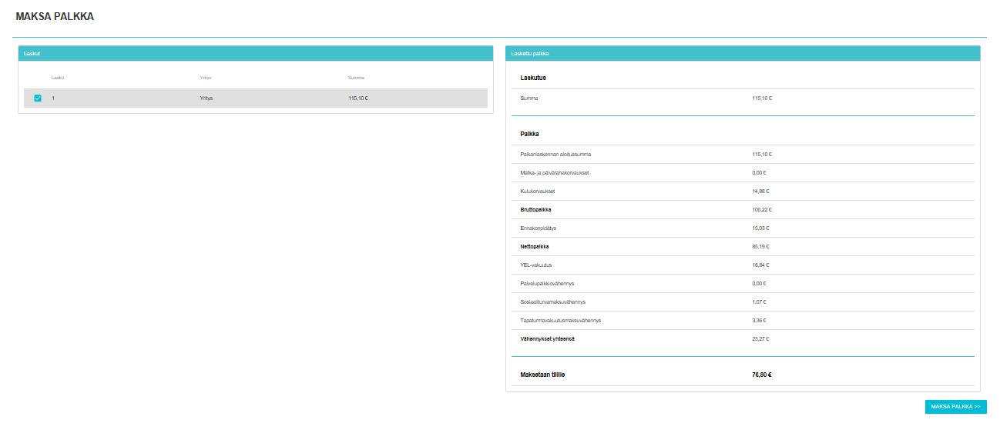 MAKSA PALKKA
Laskut
Lasku Yritys Summa
1 Yritys 115,10 €
Laskettu palkka
Laskutus
Summa 115,10 €
Palkka
Palkanlaskennan aloitussumma 115,10 €
Matka- ja päivärahakorvaukset 0,00 €
Kulukorvaukset 14,88 €
Bruttopalkka 100,22 €
Ennakonpidätys 15,03 €
Nettopalkka 85,19 €
YEL-vakuutus 18,84 €
Palvelupalkkiovähennys 0,00 €
Sosiaaliturvamaksuvähennys 1,07 €
Tapaturmavakuutusmaksuvähennys 3,36 €
Vähennykset yhteensä 23,27 €
Maksetaan tilille 76,80 €
MAKSA PALKKA >>